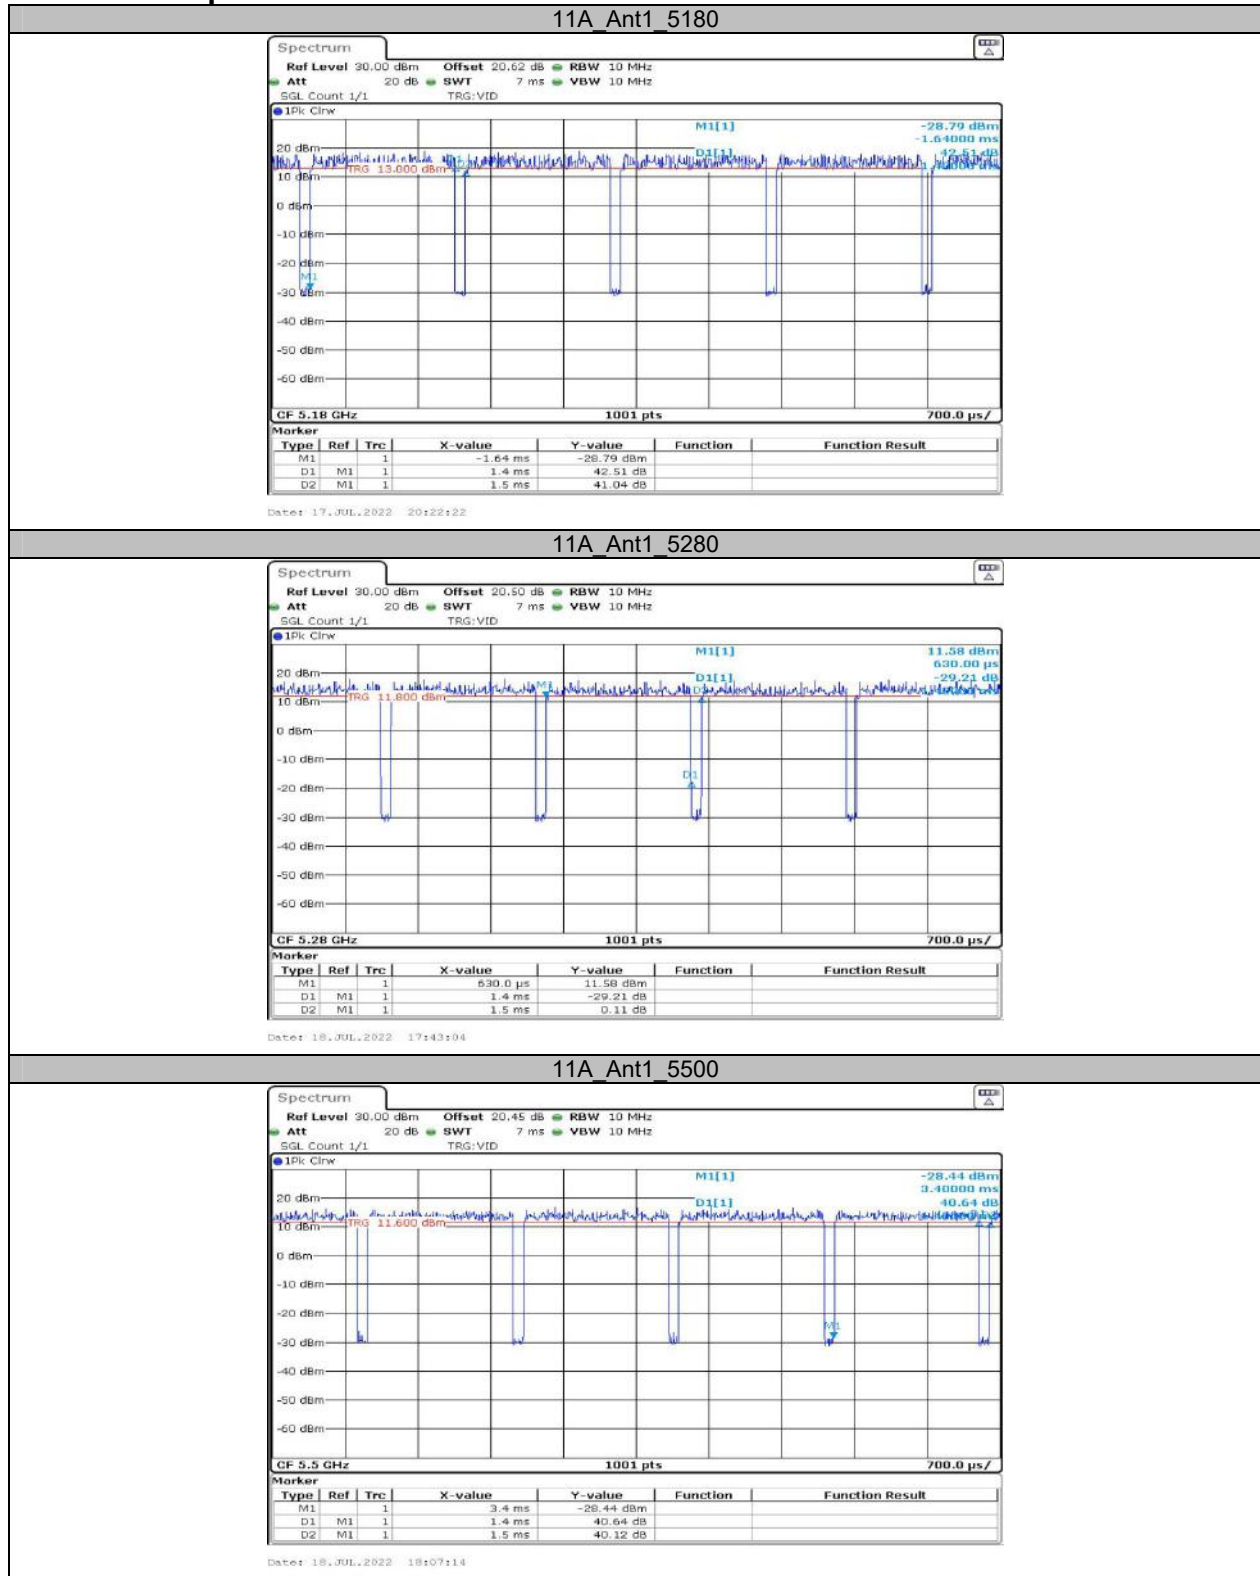 11A_Ant1_5180
Spectrum
Ref Level 30.00 dBm Offset 20.62 dB RBW 10 MHz
Att 20 dB SWT 7 ms VBW 10 MHz
SGL Count 1/1 TRG:VID
1Pk Clrw
M1[1] -28.79 dBm
-1.64000 ms
20 dBm D1[1] 42.51 dB
TRG 13.000 dBm
10 dBm
0 dBm
-10 dBm
-20 dBm
M1
-30 dBm
-40 dBm
-50 dBm
-60 dBm
CF 5.18 GHz 1001 pts 700.0 µs/
Marker
Type Ref Trc X-value Y-value Function Function Result
M1 1 -1.64 ms -28.79 dBm
D1 M1 1 1.4 ms 42.51 dB
D2 M1 1 1.5 ms 41.04 dB
Date: 17.JUL.2022 20:22:22
11A_Ant1_5280
Spectrum
Ref Level 30.00 dBm Offset 20.50 dB RBW 10 MHz
Att 20 dB SWT 7 ms VBW 10 MHz
SGL Count 1/1 TRG:VID
1Pk Clrw
M1[1] 11.58 dBm
630.00 µs
20 dBm D1[1] -29.21 dB
M1
TRG 11.800 dBm
10 dBm
0 dBm
-10 dBm
D1
-20 dBm
-30 dBm
-40 dBm
-50 dBm
-60 dBm
CF 5.28 GHz 1001 pts 700.0 µs/
Marker
Type Ref Trc X-value Y-value Function Function Result
M1 1 630.0 µs 11.58 dBm
D1 M1 1 1.4 ms -29.21 dB
D2 M1 1 1.5 ms 0.11 dB
Date: 18.JUL.2022 17:43:04
11A_Ant1_5500
Spectrum
Ref Level 30.00 dBm Offset 20.45 dB RBW 10 MHz
Att 20 dB SWT 7 ms VBW 10 MHz
SGL Count 1/1 TRG:VID
1Pk Clrw
M1[1] -28.44 dBm
3.40000 ms
20 dBm D1[1] 40.64 dB
TRG 11.600 dBm
10 dBm
0 dBm
-10 dBm
-20 dBm
M1
-30 dBm
-40 dBm
-50 dBm
-60 dBm
CF 5.5 GHz 1001 pts 700.0 µs/
Marker
Type Ref Trc X-value Y-value Function Function Result
M1 1 3.4 ms -28.44 dBm
D1 M1 1 1.4 ms 40.64 dB
D2 M1 1 1.5 ms 40.12 dB
Date: 18.JUL.2022 18:07:14